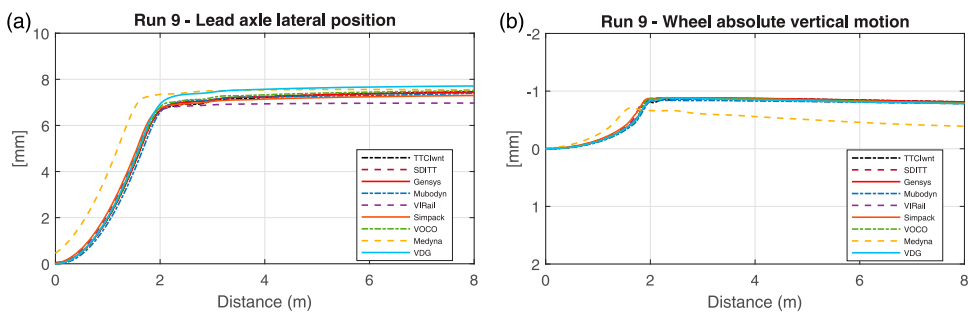 (a)
Run 9 - Lead axle lateral position
10
8
6
4
2
0
[mm]
0 2 4 6 8
Distance (m)
TTCIwnt
SDITT
Gensys
Mubodyn
VIRail
Simpack
VOCO
Medyna
VDG
(b)
Run 9 - Wheel absolute vertical motion
-2
-1
0
1
2
[mm]
0 2 4 6 8
Distance (m)
TTCIwnt
SDITT
Gensys
Mubodyn
VIRail
Simpack
VOCO
Medyna
VDG